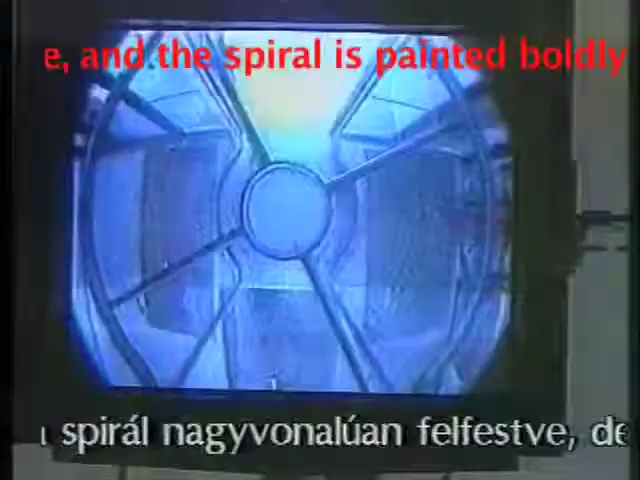 e, and the spiral is painted boldly
spirál nagyvonalúan felfestve, de